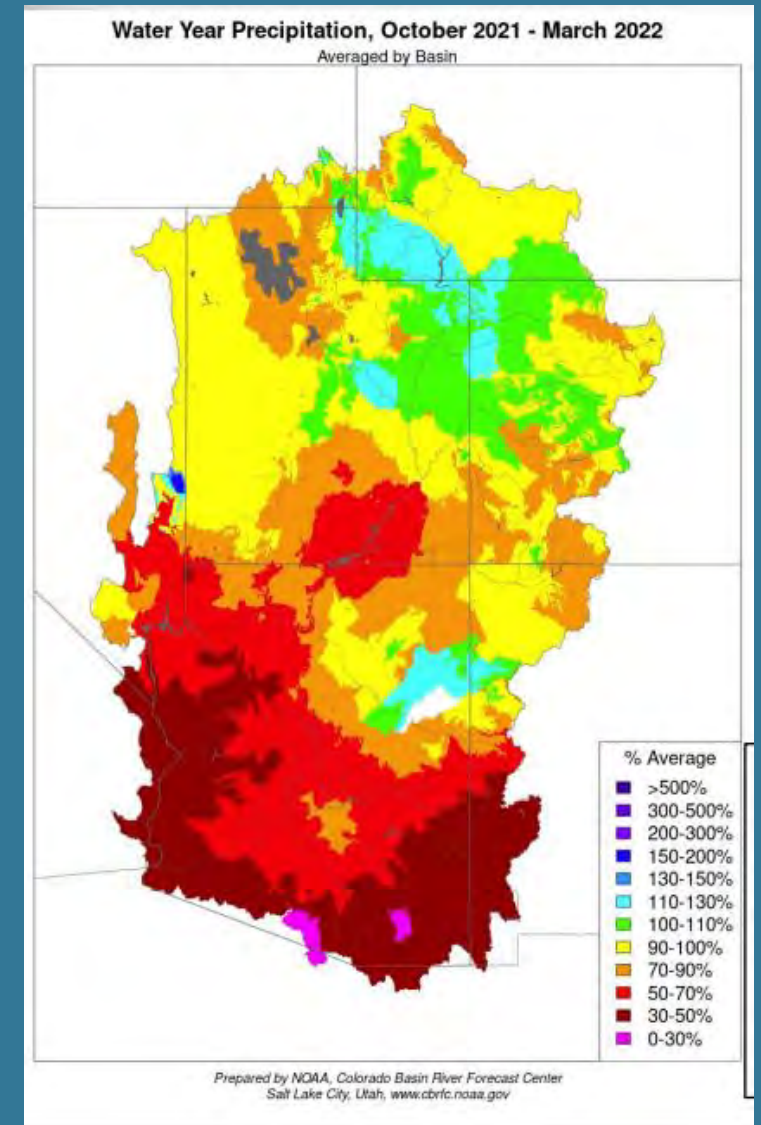 Water Year Precipitation, October 2021 - March 2022
Averaged by Basin
% Average
>500%
300-500%
200-300%
150-200%
130-150%
110-130%
100-110%
90-100%
70-90%
50-70%
30-50%
0-30%
Prepared by NOAA, Colorado Basin River Forecast Center
Salt Lake City, Utah, www.cbrfc.noaa.gov